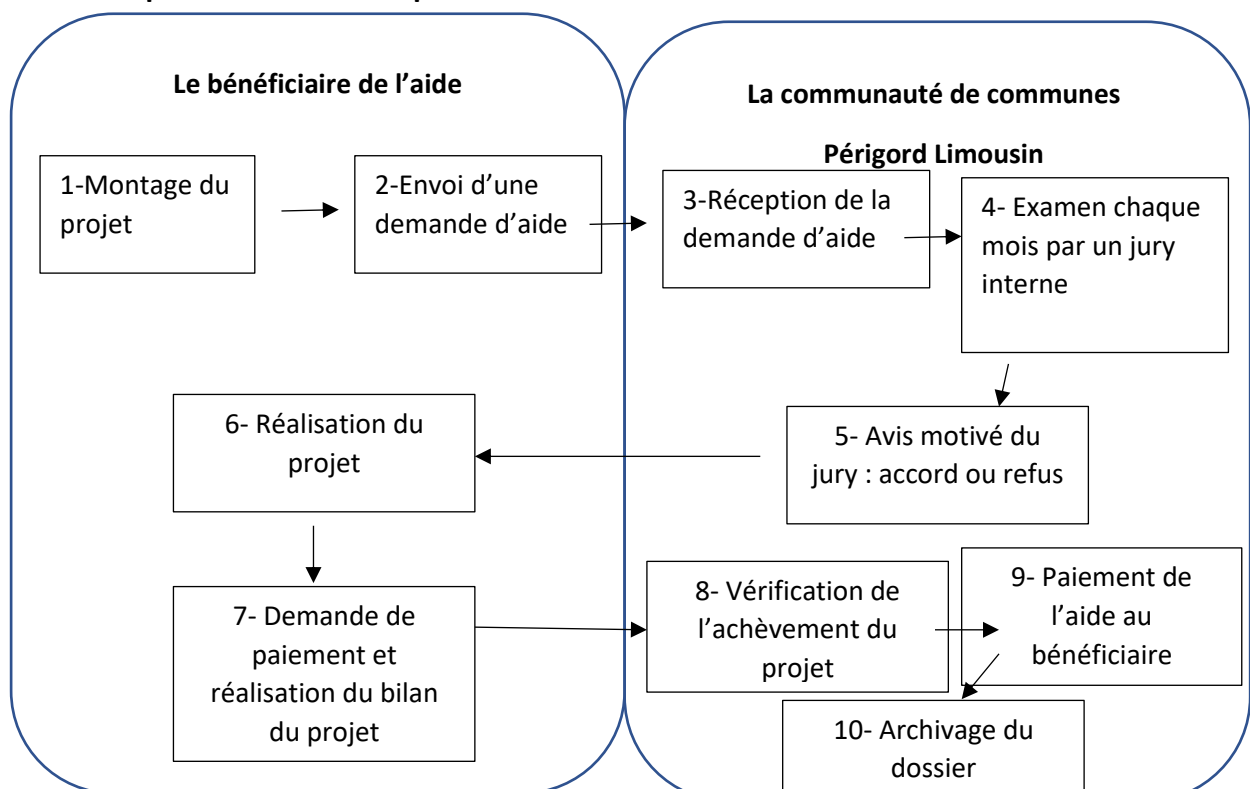 Le bénéficiaire de l’aide
La communauté de communes
Périgord Limousin
1-Montage du
projet
2-Envoi d’une
demande d’aide
3-Réception de la
demande d’aide
4- Examen chaque
mois par un jury
interne
5- Avis motivé du
jury : accord ou refus
6- Réalisation du
projet
7- Demande de
paiement et
réalisation du bilan
du projet
8- Vérification de
l’achèvement du
projet
9- Paiement de
l’aide au
bénéficiaire
10- Archivage du
dossier